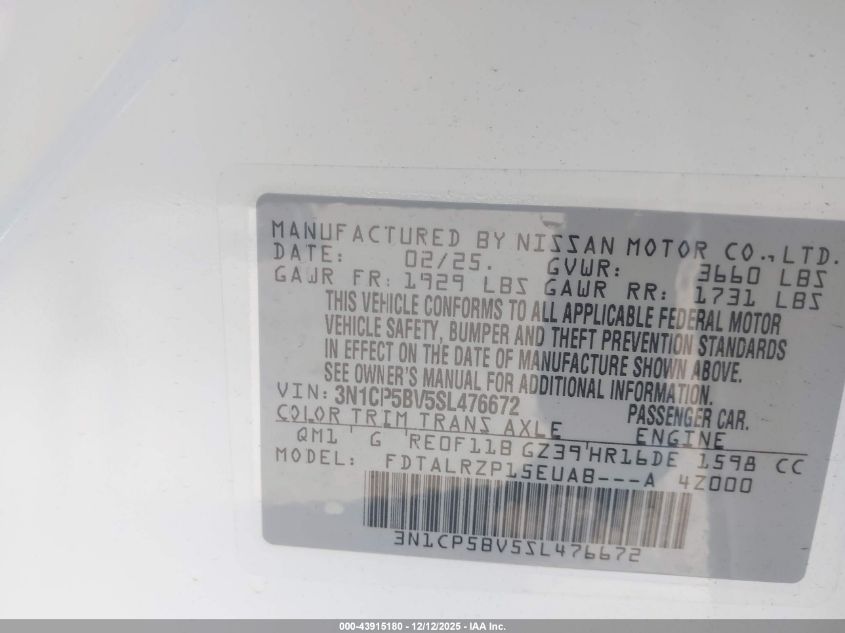 MANUFACTURED BY NISSAN MOTOR CO., LTD.
DATE: 02/25. GVWR: 3660 LBS
GAWR FR: 1929 LBS GAWR RR: 1731 LBS
THIS VEHICLE CONFORMS TO ALL APPLICABLE FEDERAL MOTOR
VEHICLE SAFETY, BUMPER AND THEFT PREVENTION STANDARDS
IN EFFECT ON THE DATE OF MANUFACTURE SHOWN ABOVE.
SEE OWNER'S MANUAL FOR ADDITIONAL INFORMATION.
VIN: 3N1CP5BV5SL476672 PASSENGER CAR.
COLOR TRIM TRANS AXLE ENGINE
QM1 G RE0F11B GZ39 HR16DE 1598 CC
MODEL: FDTALRZP15EUAB---A 4Z000
3N1CP5BV5SL476672
000-43915180 - 12/12/2025 - IAA Inc.